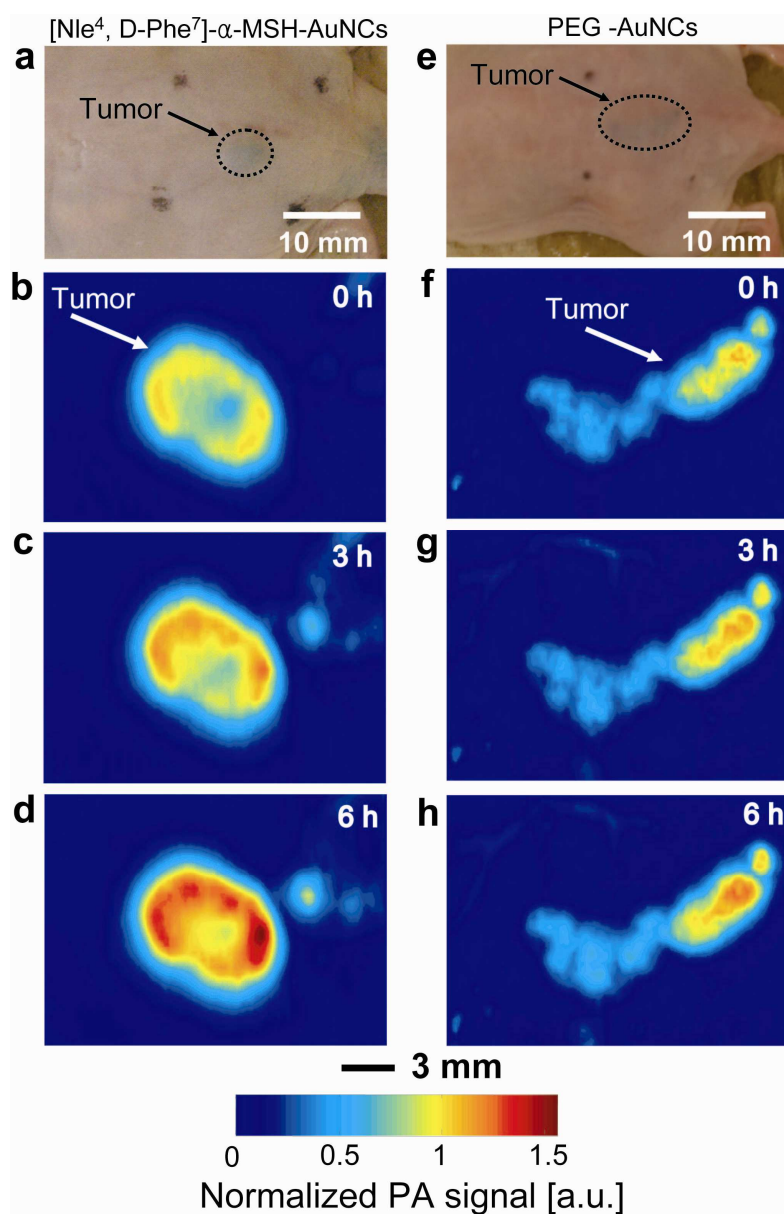 [Nle⁴, D-Phe⁷]-α-MSH-AuNCs
PEG -AuNCs
a
Tumor
10 mm
e
Tumor
10 mm
b
Tumor
0 h
f
Tumor
0 h
c
3 h
g
3 h
d
6 h
h
6 h
3 mm
0 0.5 1 1.5
Normalized PA signal [a.u.]